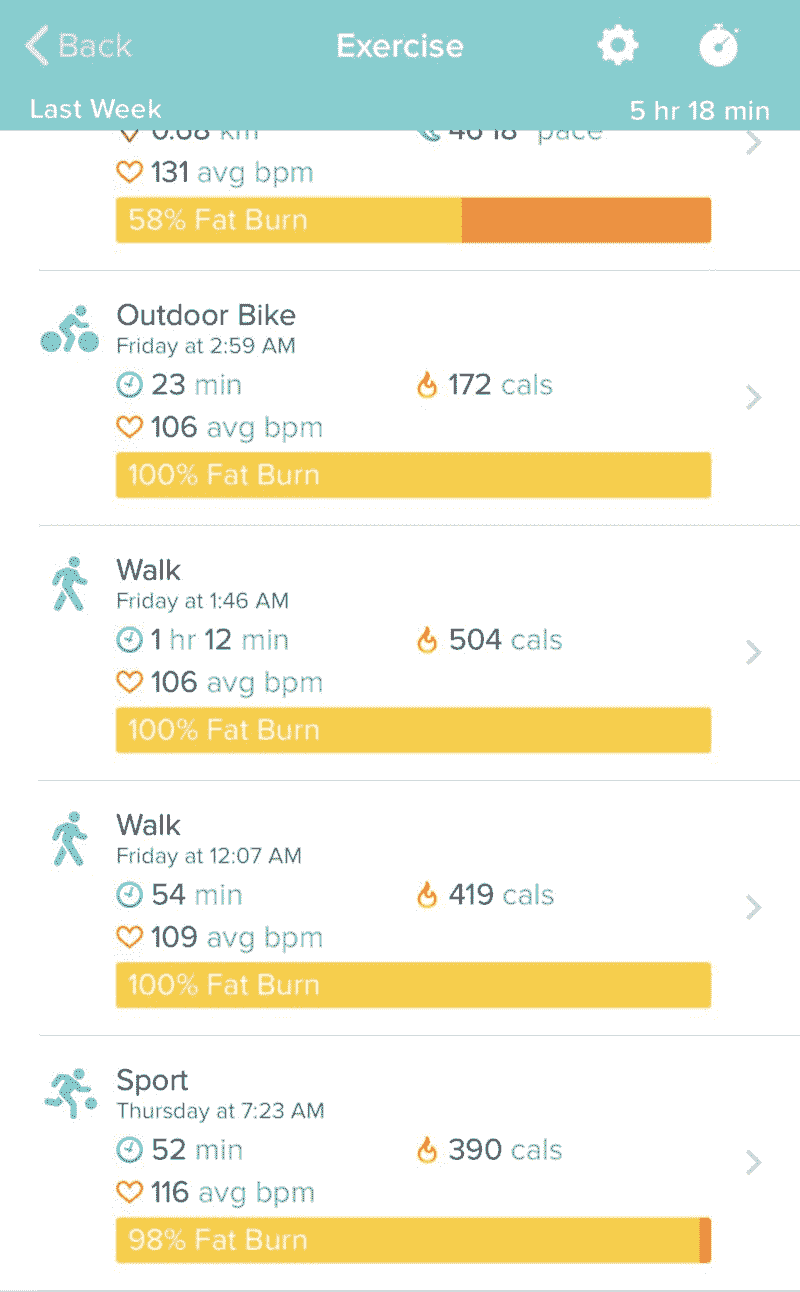 Back Exercise
Last Week 5 hr 18 min
0.68 km pace
131 avg bpm
58% Fat Burn
Outdoor Bike
Friday at 2:59 AM
23 min 172 cals
106 avg bpm
100% Fat Burn
Walk
Friday at 1:46 AM
1 hr 12 min 504 cals
106 avg bpm
100% Fat Burn
Walk
Friday at 12:07 AM
54 min 419 cals
109 avg bpm
100% Fat Burn
Sport
Thursday at 7:23 AM
52 min 390 cals
116 avg bpm
98% Fat Burn